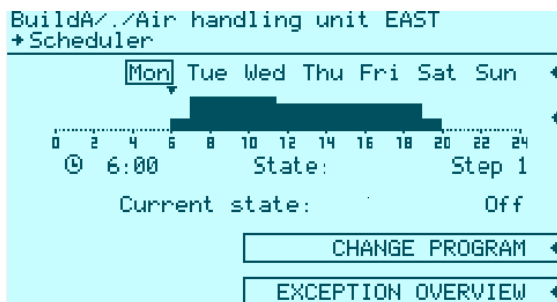 BuildA/./Air handling unit EAST
→Scheduler
Mon Tue Wed Thu Fri Sat Sun
0 2 4 6 8 10 12 14 16 18 20 22 24
6:00 State: Step 1
Current state: Off
CHANGE PROGRAM
EXCEPTION OVERVIEW